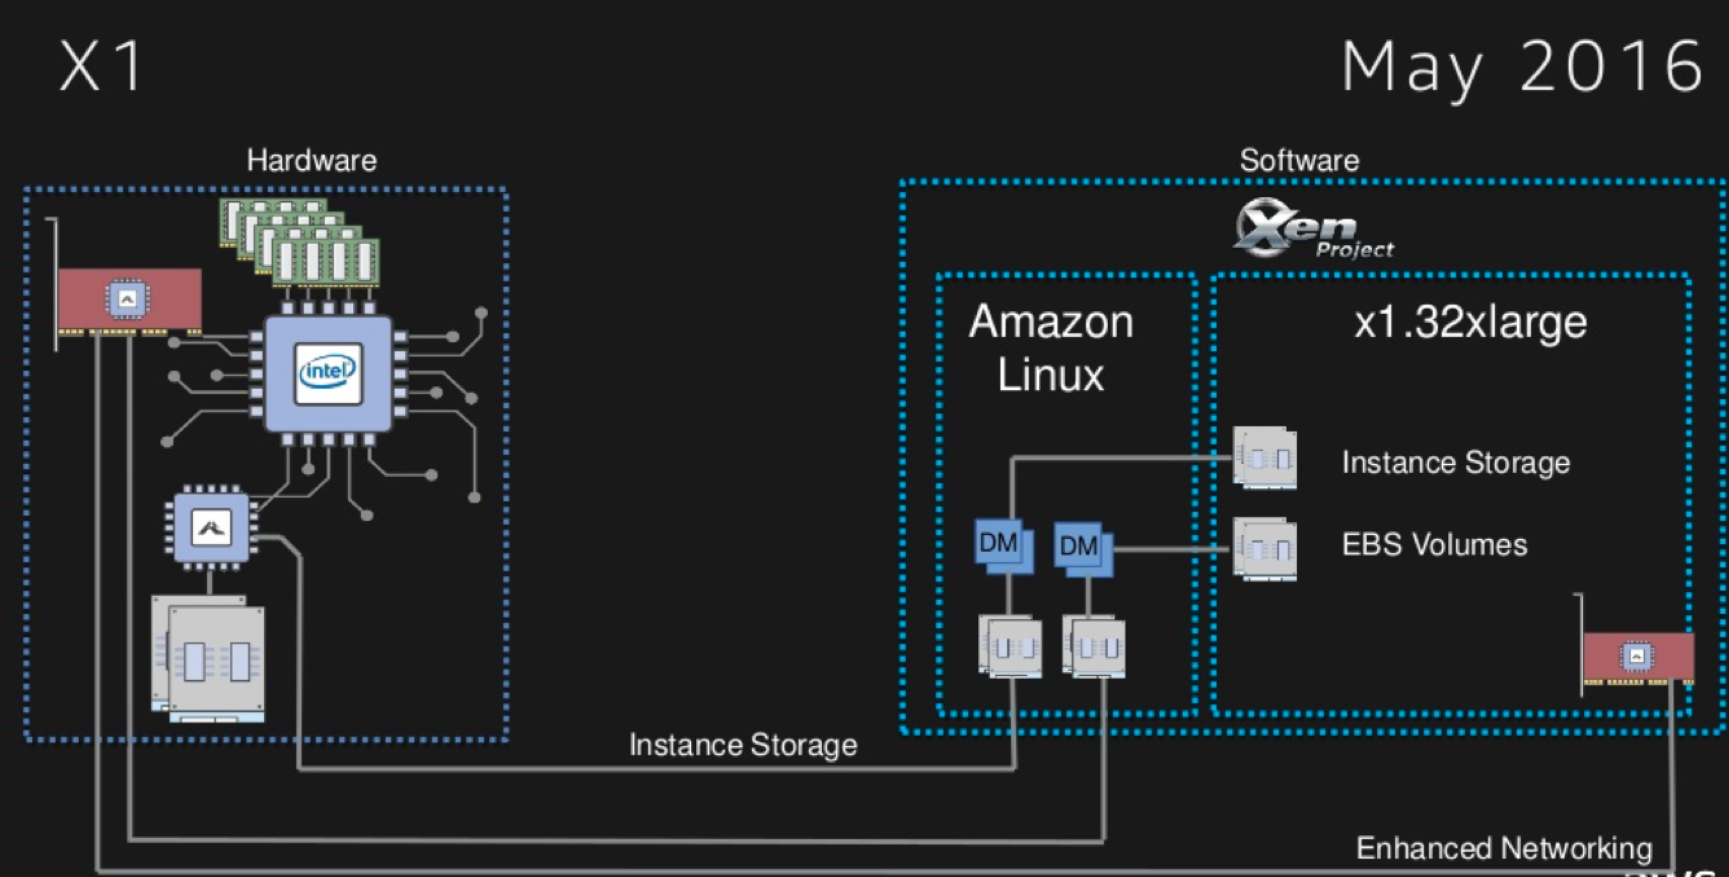 X1
May 2016
Hardware
Software
Xen
Project
intel
Amazon
Linux
x1.32xlarge
Instance Storage
DM
DM
EBS Volumes
Instance Storage
Enhanced Networking